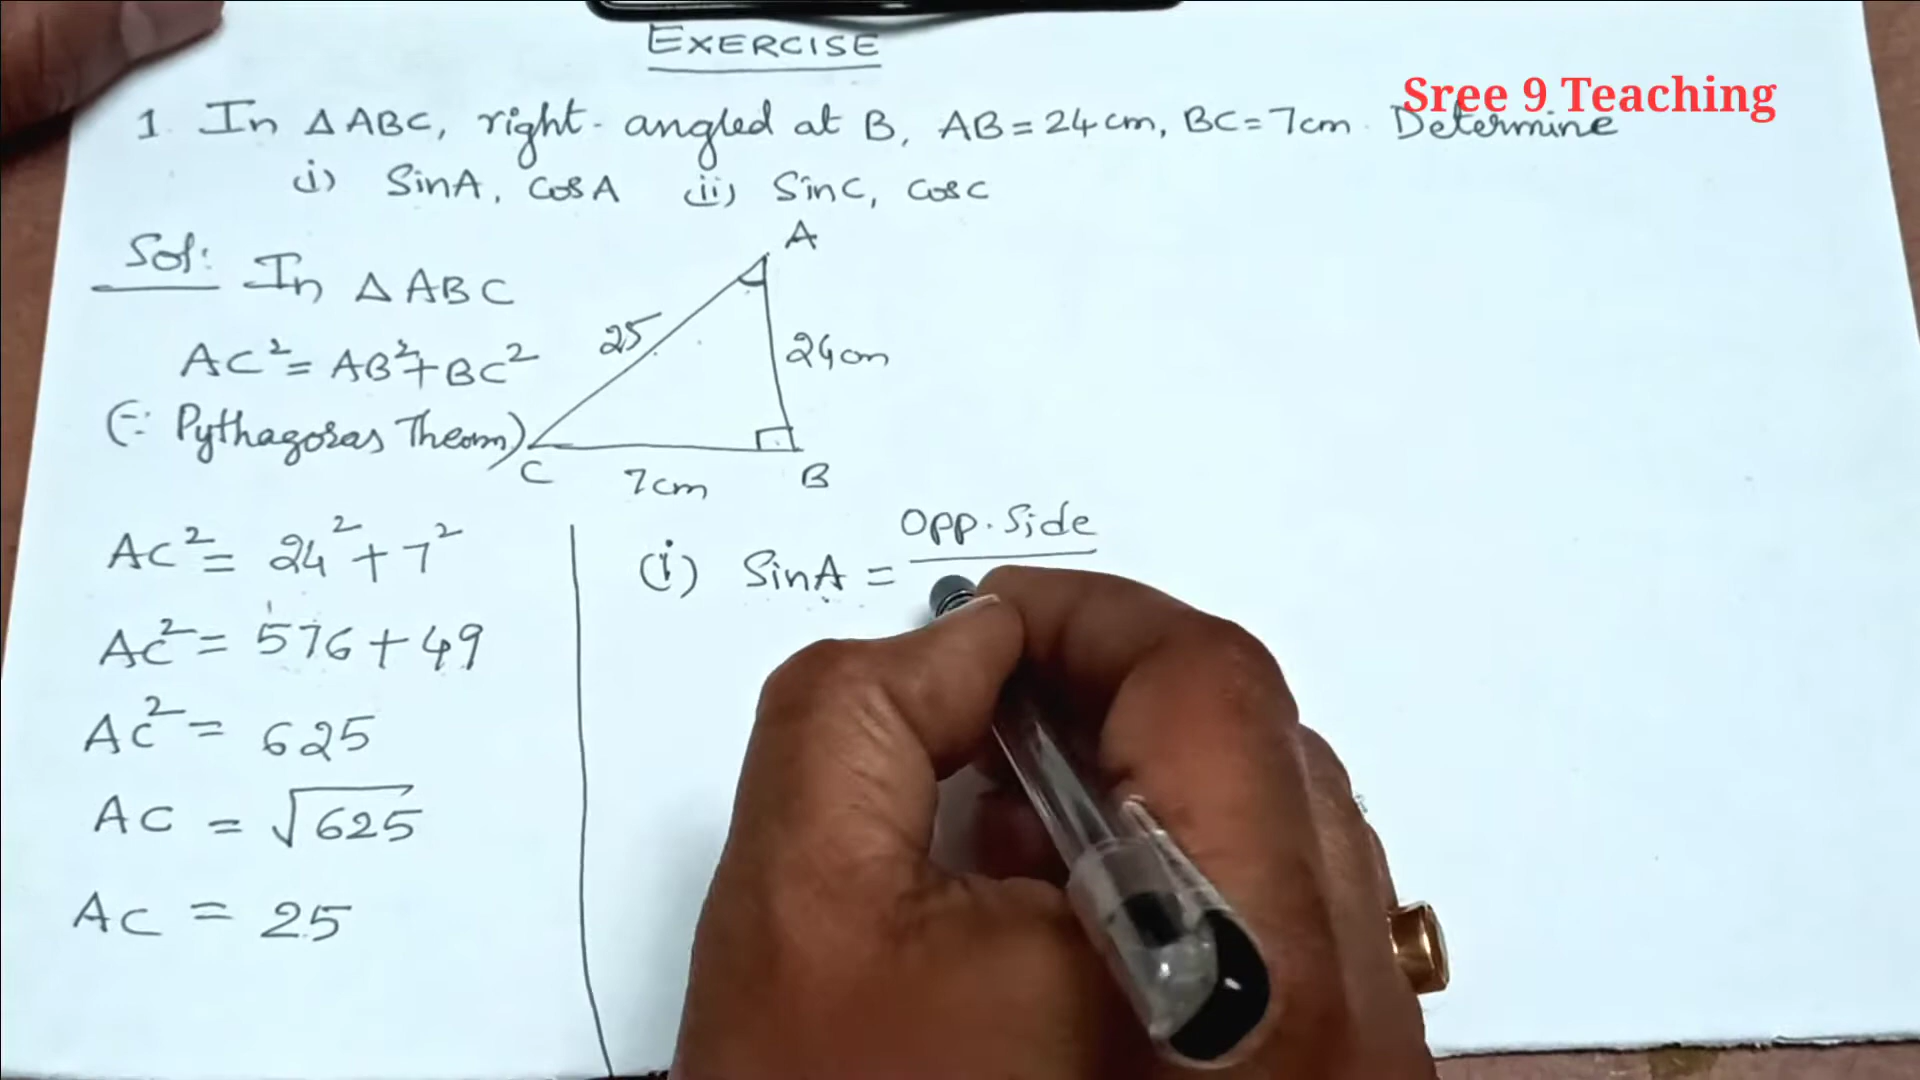 EXERCISE
Sree 9 Teaching
1. In △ABC, right-angled at B, AB=24cm, BC=7cm. Determine
(i) SinA, CosA (ii) SinC, CosC
Sol: In △ABC
AC²=AB²+BC²
(∵ Pythagoras Theorm)
A
25
24cm
C
7cm
B
AC²= 24²+7²
AC²= 576+49
AC²= 625
AC = √625
AC = 25
(i) SinA = Opp. Side